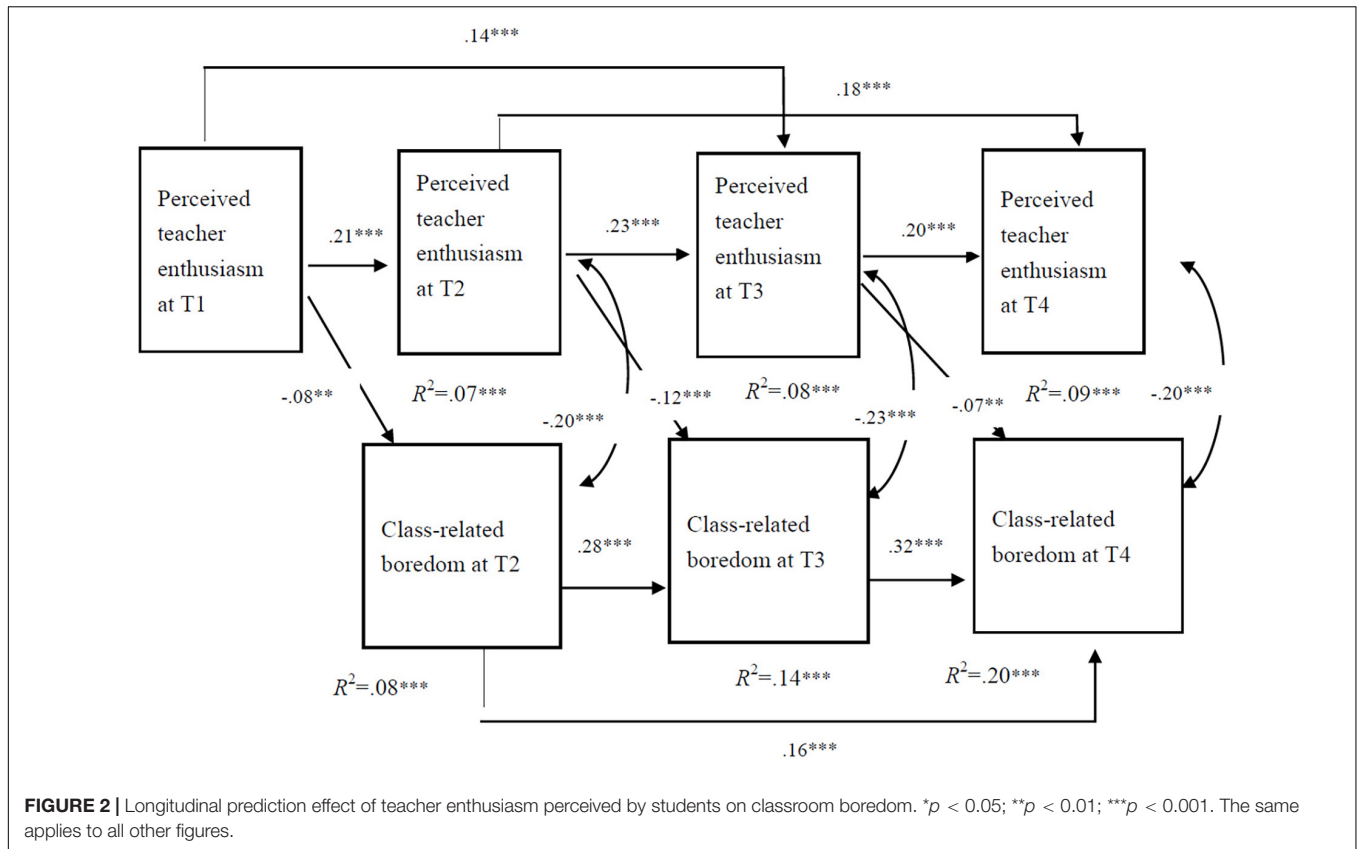 .14***
.18***
Perceived
teacher
enthusiasm
at T1
.21***
Perceived
teacher
enthusiasm
at T2
.23***
Perceived
teacher
enthusiasm
at T3
.20***
Perceived
teacher
enthusiasm
at T4
-.08**
R²=.07***
-.20***
-.12***
R²=.08***
-.23***
-.07**
R²=.09***
-.20***
Class-related
boredom at T2
.28***
Class-related
boredom at T3
.32***
Class-related
boredom at T4
R²=.08***
R²=.14***
R²=.20***
.16***
FIGURE 2 | Longitudinal prediction effect of teacher enthusiasm perceived by students on classroom boredom. *p < 0.05; **p < 0.01; ***p < 0.001. The same
applies to all other figures.